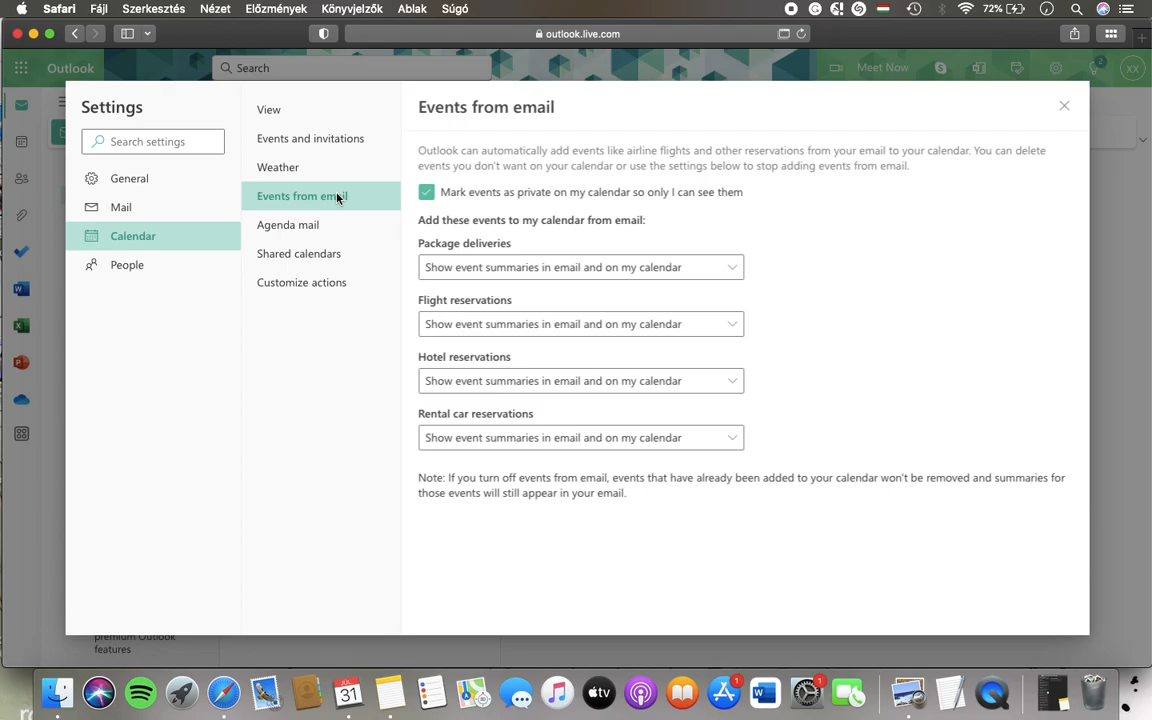 Safari Fájl Szerkesztés Nézet Előzmények Könyvjelzők Ablak Súgó 72%
outlook.live.com
Outlook Search Meet Now 2 XX
Settings
Search settings
General
Mail
Calendar
People
View
Events and invitations
Weather
Events from email
Agenda mail
Shared calendars
Customize actions
Events from email
Outlook can automatically add events like airline flights and other reservations from your email to your calendar. You can delete
events you don't want on your calendar or use the settings below to stop adding events from email.
Mark events as private on my calendar so only I can see them
Add these events to my calendar from email:
Package deliveries
Show event summaries in email and on my calendar
Flight reservations
Show event summaries in email and on my calendar
Hotel reservations
Show event summaries in email and on my calendar
Rental car reservations
Show event summaries in email and on my calendar
Note: If you turn off events from email, events that have already been added to your calendar won't be removed and summaries for
those events will still appear in your email.
premium Outlook
features
JUL 31
tv
1
W
1